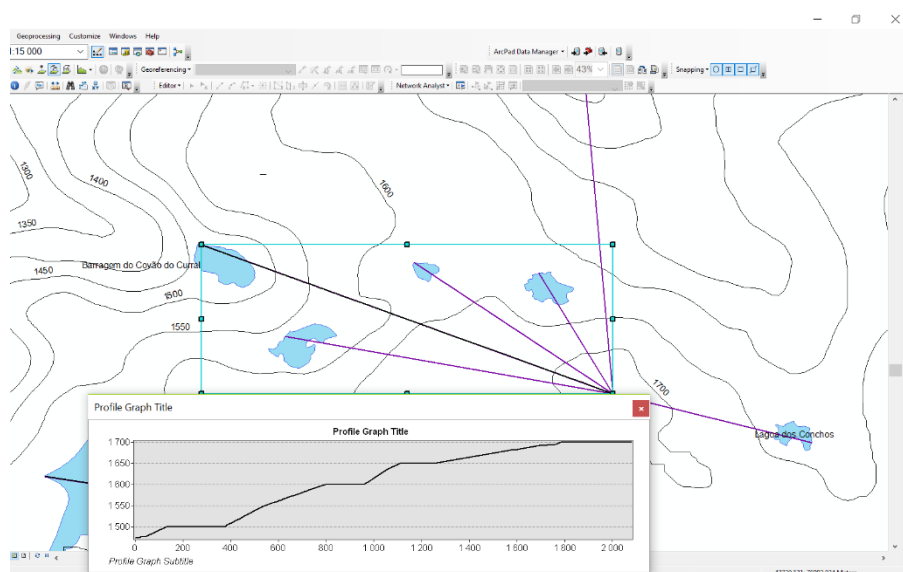 Geoprocessing Customize Windows Help
1:15 000
ArcPad Data Manager
Georeferencing
43%
Snapping
Editor
Network Analyst
1300
1400
1600
1350
Barragem do Covão do Curral
1450
1500
1550
1700
Lagoa dos Conchos
Profile Graph Title
Profile Graph Title
1 700
1 650
1 600
1 550
1 500
0 200 400 600 800 1 000 1 200 1 400 1 600 1 800 2 000
Profile Graph Subtitle